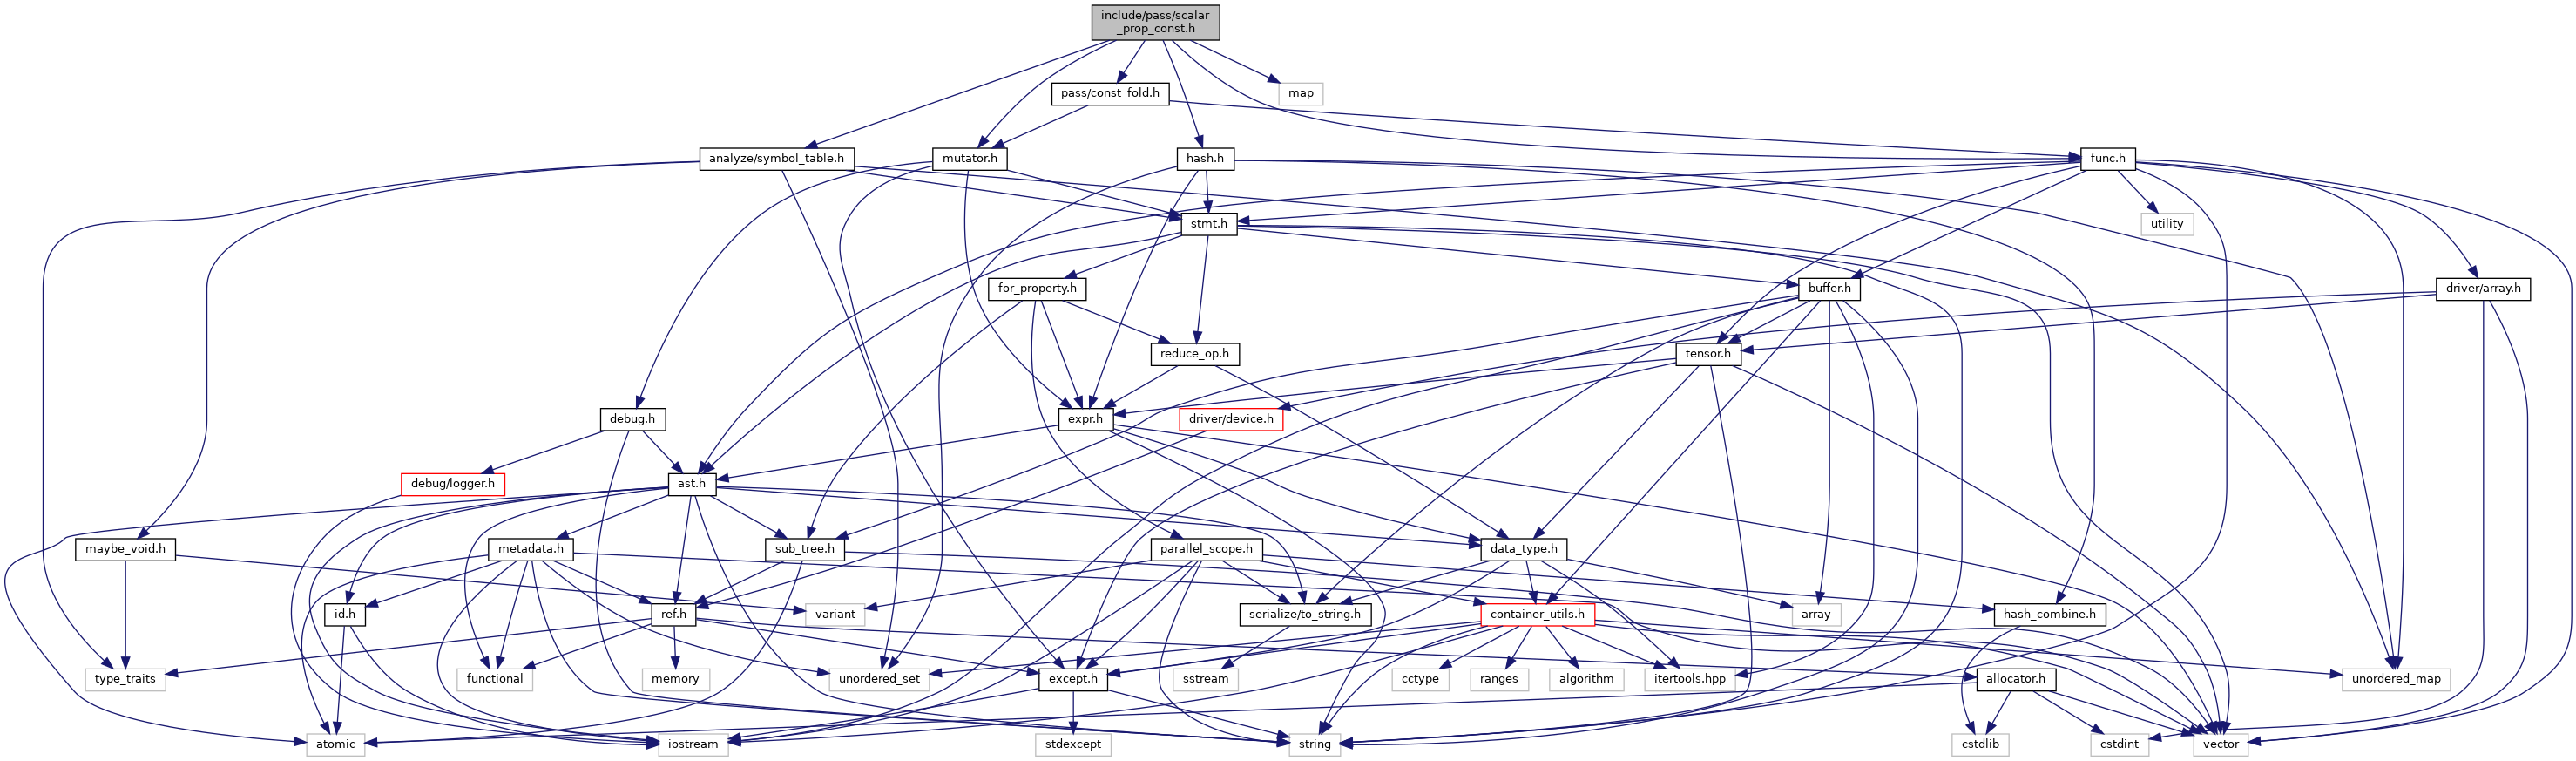 include/pass/scalar
_prop_const.h
pass/const_fold.h
map
analyze/symbol_table.h
mutator.h
hash.h
func.h
stmt.h
utility
for_property.h
buffer.h
driver/array.h
reduce_op.h
tensor.h
debug.h
expr.h
driver/device.h
debug/logger.h
ast.h
maybe_void.h
metadata.h
sub_tree.h
parallel_scope.h
data_type.h
id.h
ref.h
variant
serialize/to_string.h
container_utils.h
array
hash_combine.h
type_traits
functional
memory
unordered_set
except.h
sstream
cctype
ranges
algorithm
itertools.hpp
allocator.h
unordered_map
atomic
iostream
stdexcept
string
cstdlib
cstdint
vector